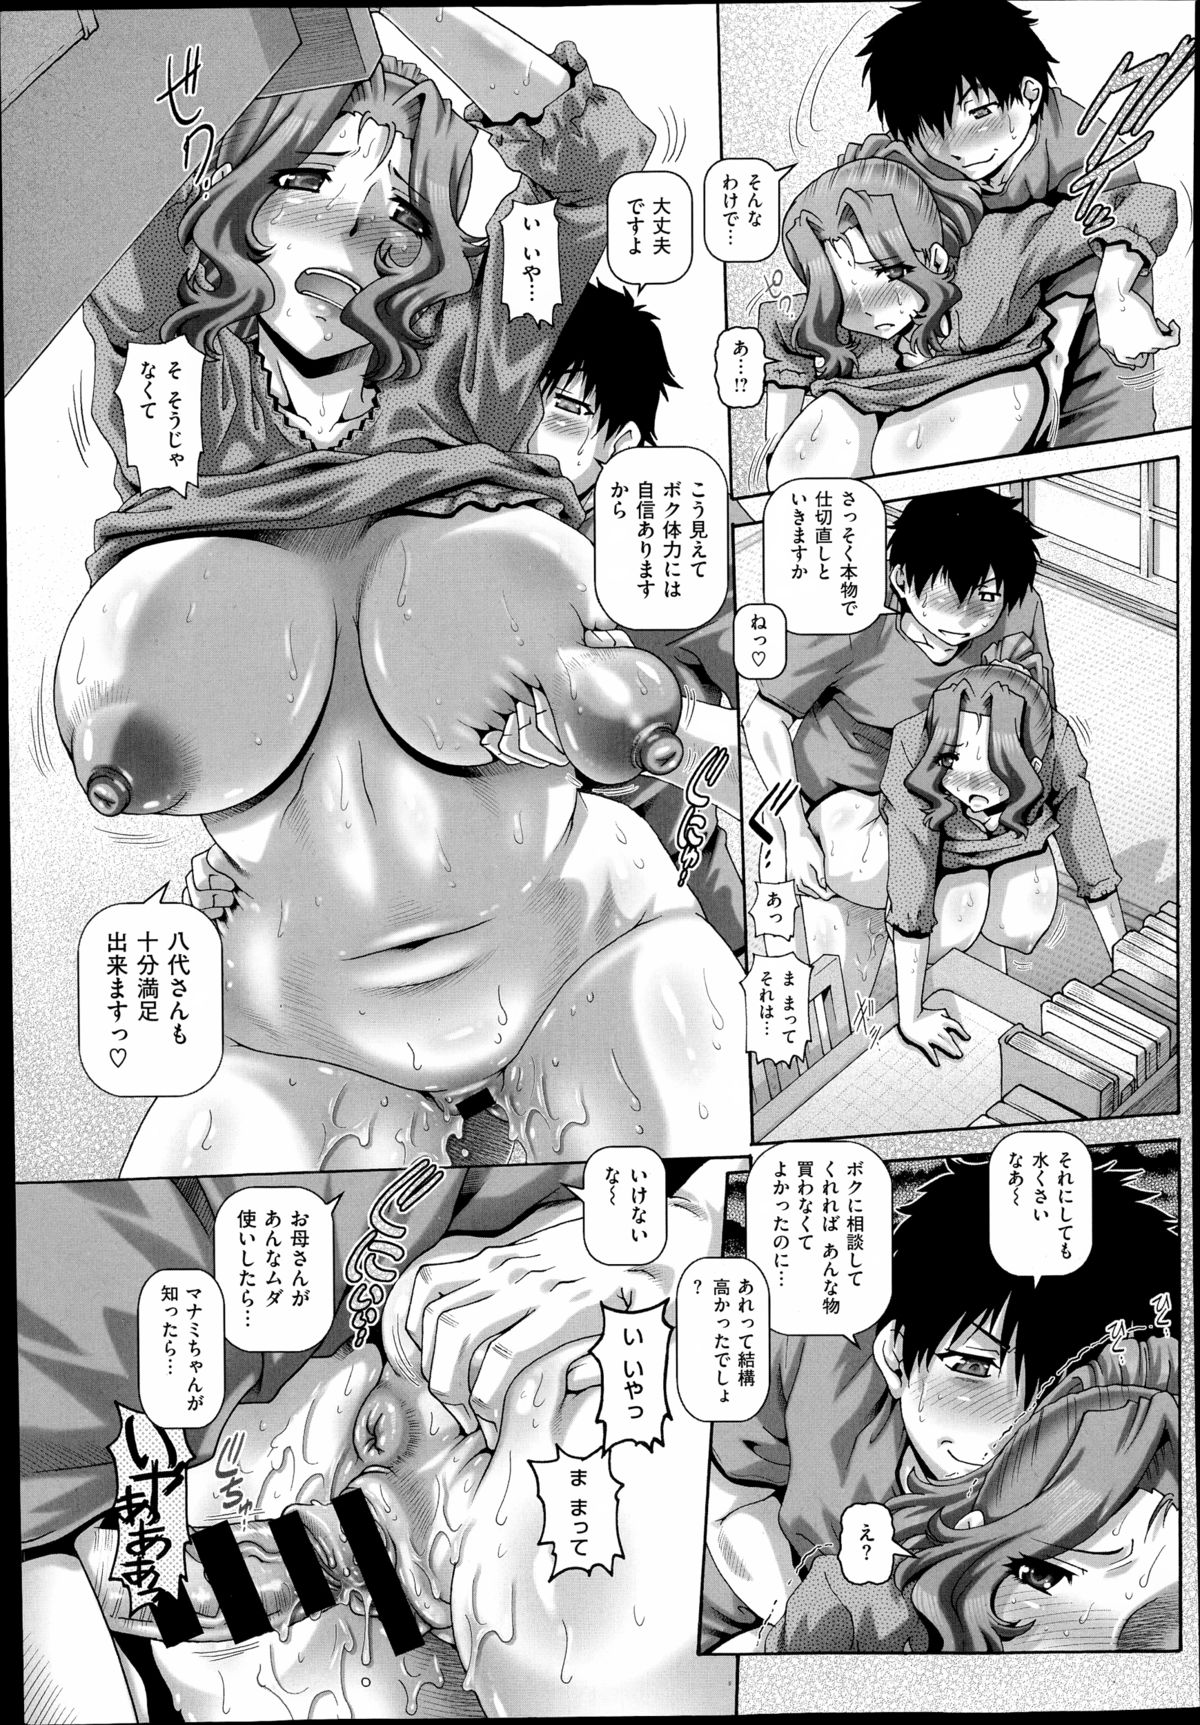 そんな
わけで…
あ…!?
グググッ
さっそく本物で
仕切直しと
いきますか
ねっ♡
あっ
ま まって
それは…
大丈夫
ですよ
い いや…
こう見えて
ボク体力には
自信あります
から
そ そうじゃ
なくて
八代さんも
十分満足
出来ますっ♡
それにしても
水くさい
なあ〜
ボクに相談して
くれれば あんな物
買わなくて
よかったのに…
あれって結構
高かったでしょ
?
え?
いけない
な〜
お母さんが
あんなムダ
使いしたら…
マナミちゃんが
知ったら…
い いやっ
ま まって
いやあああぁっ